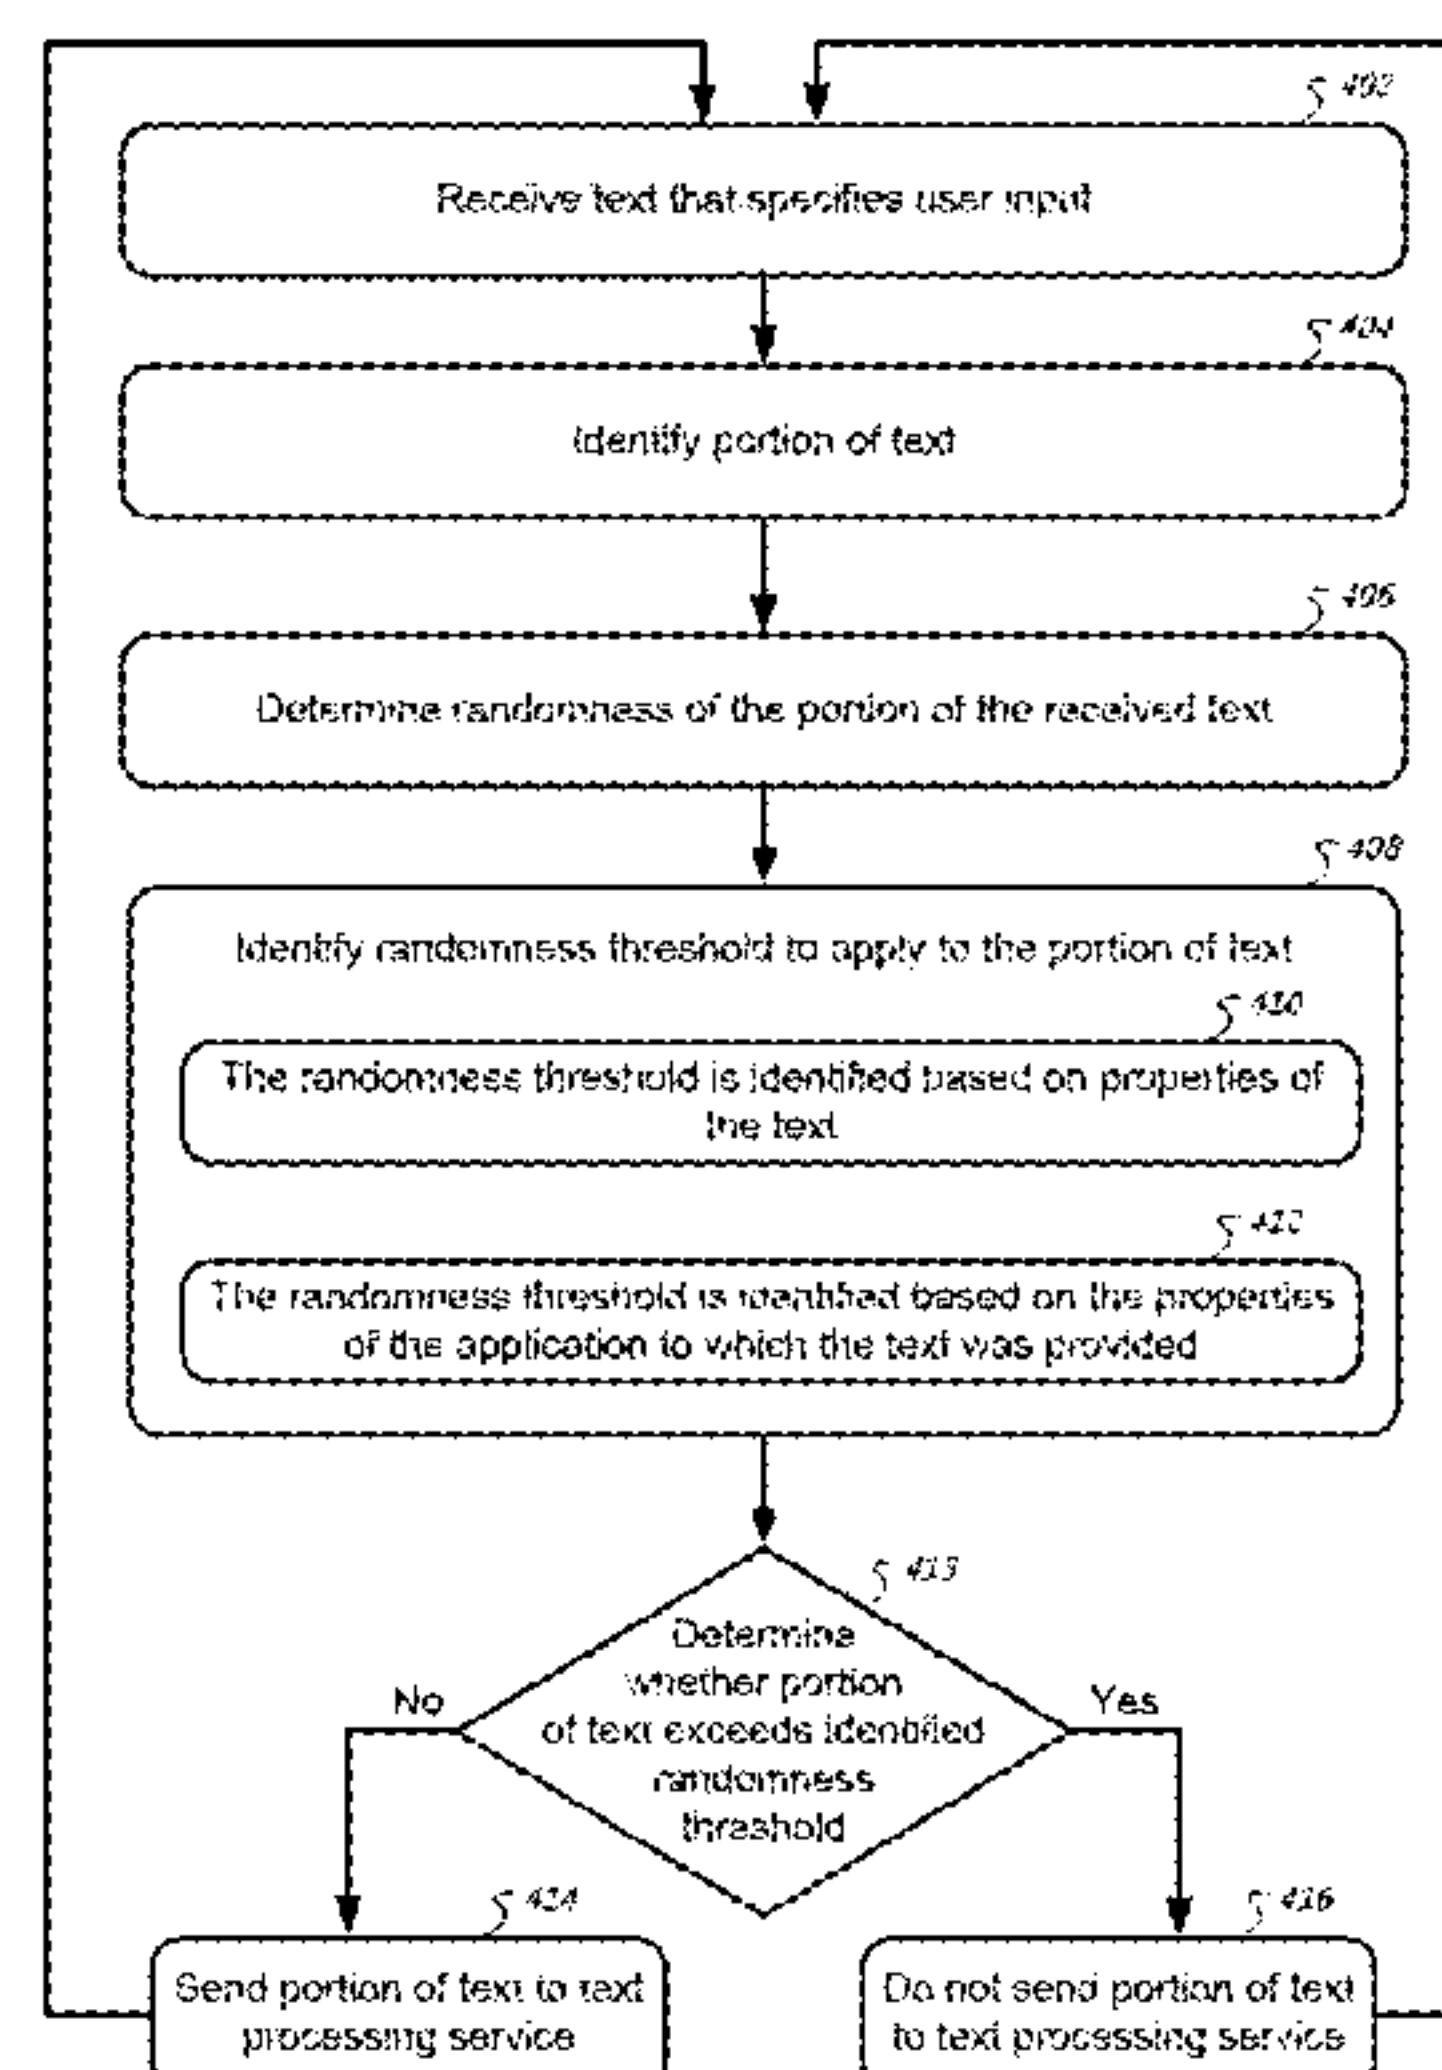 402
Receive text that specifies user input
404
Identify portion of text
406
Determine randomness of the portion of the received text
408
Identify randomness threshold to apply to the portion of text
410
The randomness threshold is identified based on properties of
the text
412
The randomness threshold is identified based on the properties
of the application to which the text was provided
413
Determine
whether portion
of text exceeds identified
randomness
threshold
No
Yes
414
Send portion of text to text
processing service
416
Do not send portion of text
to text processing service